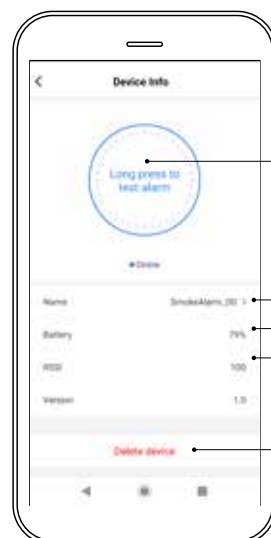 Device Info
Long press to
test alarm
Online
Name SmokeAlarm_00
Battery 79%
RSSI 100
Version 1.0
Delete device